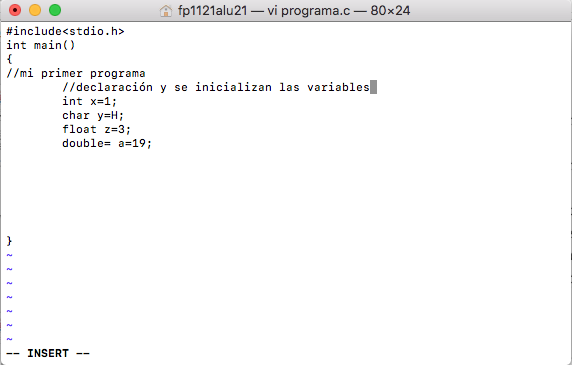 fp1121alu21 — vi programa.c — 80×24
#include<stdio.h>
int main()
{
//mi primer programa
        //declaración y se inicializan las variables
        int x=1;
        char y=H;
        float z=3;
        double= a=19;
}
~
~
~
~
~
~
~
-- INSERT --